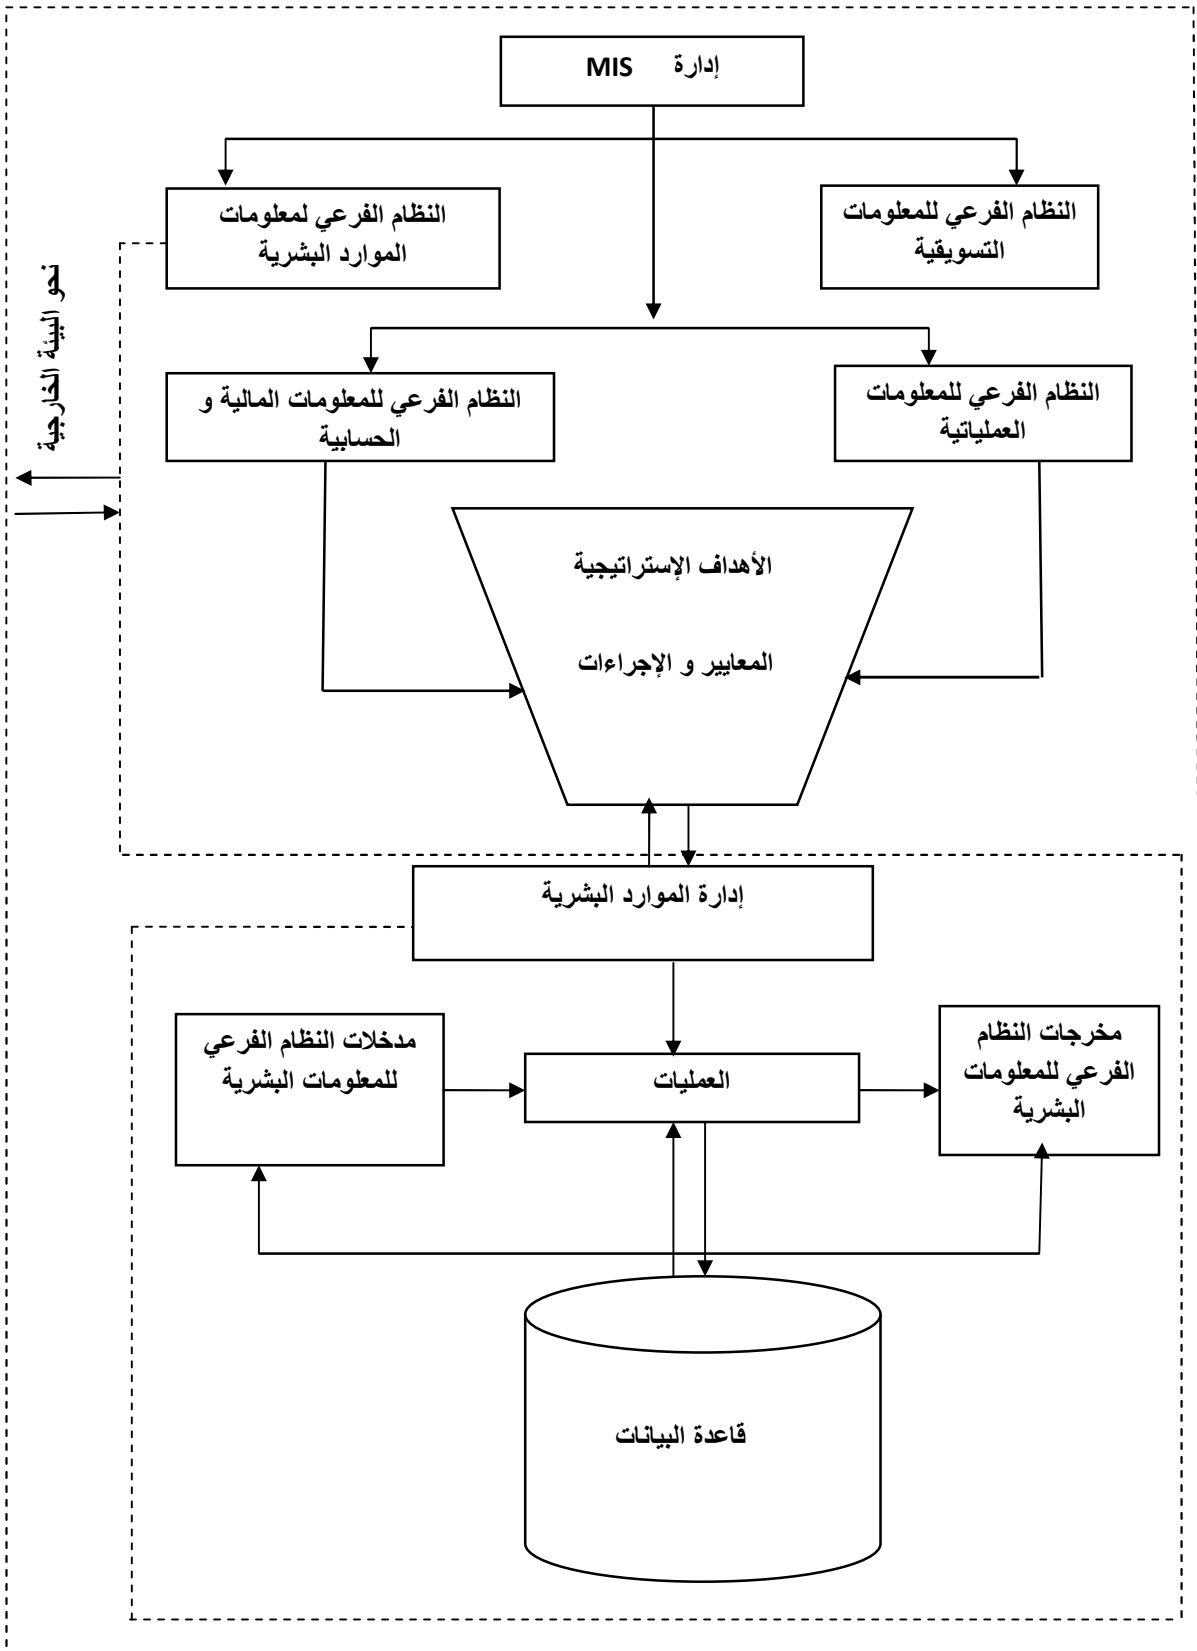 إدارة MIS
النظام الفرعي للمعلومات
التسويقية
النظام الفرعي لمعلومات
الموارد البشرية
نحو البيئة الخارجية
النظام الفرعي للمعلومات
العملياتية
النظام الفرعي للمعلومات المالية و
الحسابية
الأهداف الإستراتيجية
المعايير و الإجراءات
إدارة الموارد البشرية
مخرجات النظام
الفرعي للمعلومات
البشرية
العمليات
مدخلات النظام الفرعي
للمعلومات البشرية
قاعدة البيانات